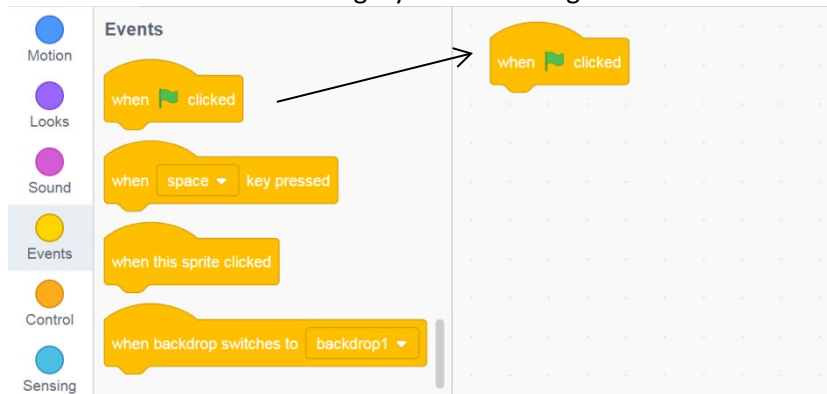 Events
Motion
Looks
Sound
Events
Control
Sensing
when clicked
when space key pressed
when this sprite clicked
when backdrop switches to backdrop1
when clicked